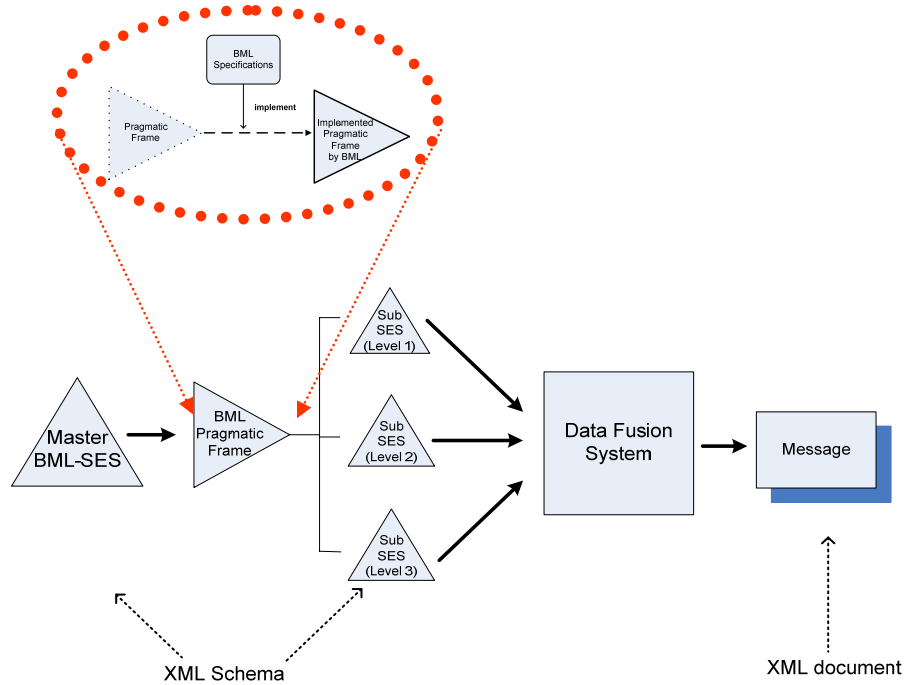 BML
Specifications
implement
Pragmatic
Frame
Implemented
Pragmatic
Frame
by BML
Sub
SES
(Level 1)
Master
BML-SES
BML
Pragmatic
Frame
Sub
SES
(Level 2)
Data Fusion
System
Message
Sub
SES
(Level 3)
XML Schema
XML document